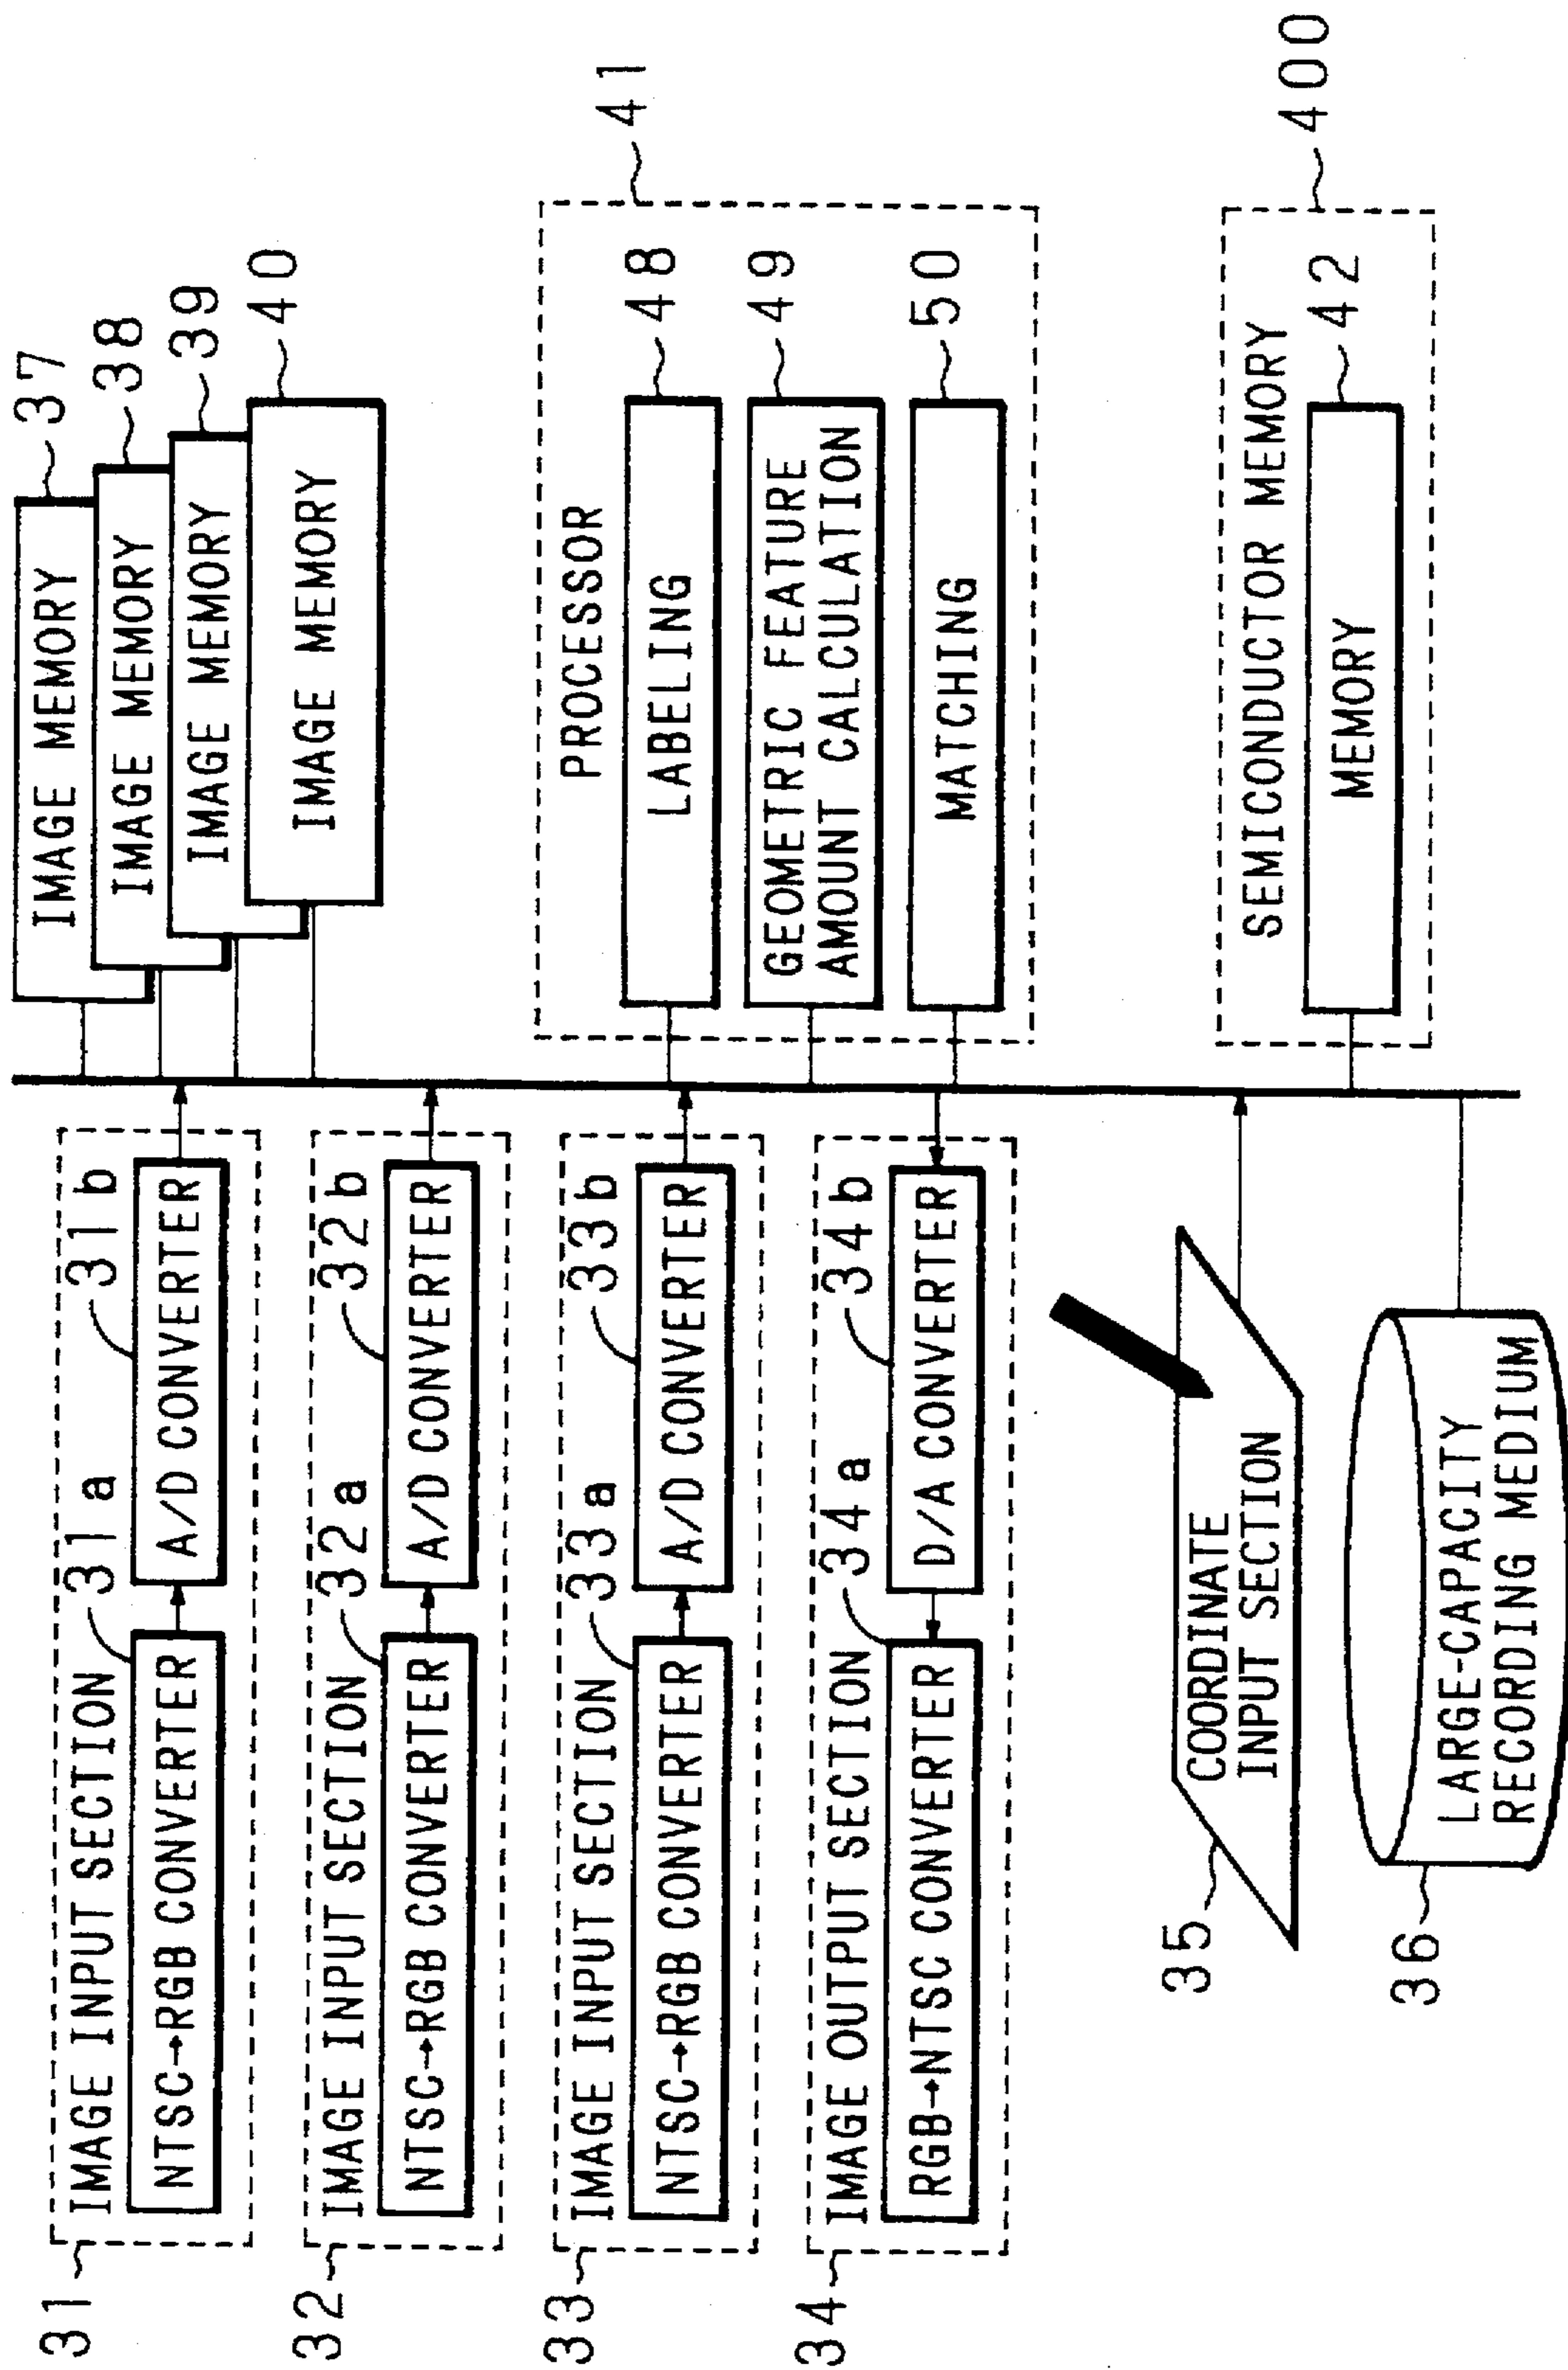 31
IMAGE INPUT SECTION
31a
31b
NTSC→RGB CONVERTER
A/D CONVERTER
32
IMAGE INPUT SECTION
32a
32b
NTSC→RGB CONVERTER
A/D CONVERTER
33
IMAGE INPUT SECTION
33a
33b
NTSC→RGB CONVERTER
A/D CONVERTER
34
IMAGE OUTPUT SECTION
34a
34b
RGB→NTSC CONVERTER
D/A CONVERTER
35
COORDINATE
INPUT SECTION
36
LARGE-CAPACITY
RECORDING MEDIUM
IMAGE MEMORY
37
IMAGE MEMORY
38
IMAGE MEMORY
39
IMAGE MEMORY
40
41
PROCESSOR
LABELING
48
GEOMETRIC FEATURE
AMOUNT CALCULATION
49
MATCHING
50
400
SEMICONDUCTOR MEMORY
MEMORY
42